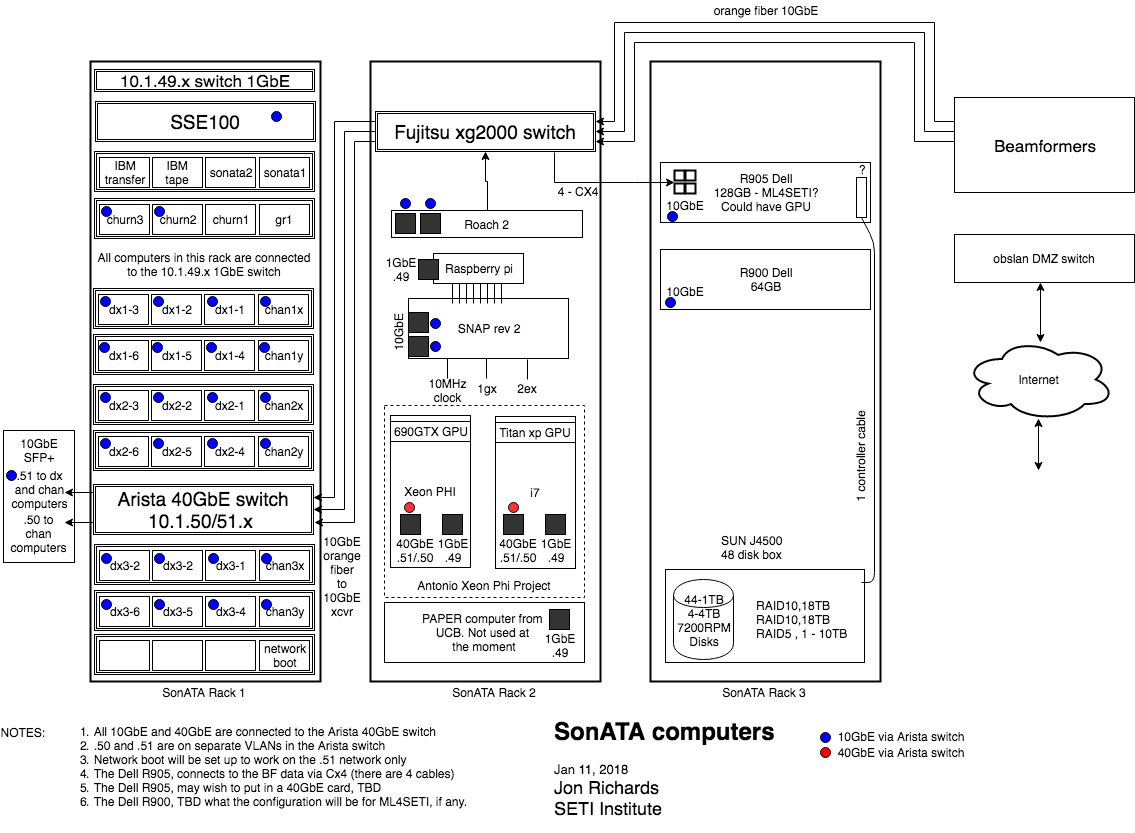 orange fiber 10GbE
10.1.49.x switch 1GbE
SSE100
IBM
transfer
IBM
tape
sonata2
sonata1
churn3
churn2
churn1
gr1
All computers in this rack are connected
to the 10.1.49.x 1GbE switch
dx1-3
dx1-2
dx1-1
chan1x
dx1-6
dx1-5
dx1-4
chan1y
dx2-3
dx2-2
dx2-1
chan2x
dx2-6
dx2-5
dx2-4
chan2y
10GbE
SFP+
.51 to dx
and chan
computers
.50 to
chan
computers
Arista 40GbE switch
10.1.50/51.x
dx3-2
dx3-2
dx3-1
chan3x
dx3-6
dx3-5
dx3-4
chan3y
network
boot
SonATA Rack 1
10GbE
orange
fiber
to
10GbE
xcvr
Fujitsu xg2000 switch
4 - CX4
Roach 2
1GbE
.49
Raspberry pi
10GbE
SNAP rev 2
10MHz
clock
1gx
2ex
690GTX GPU
Xeon PHI
40GbE
.51/.50
1GbE
.49
Titan xp GPU
i7
40GbE
.51/.50
1GbE
.49
Antonio Xeon Phi Project
PAPER computer from
UCB. Not used at
the moment
1GbE
.49
SonATA Rack 2
R905 Dell
128GB - ML4SETI?
Could have GPU
10GbE
?
R900 Dell
64GB
10GbE
1 controller cable
SUN J4500
48 disk box
44-1TB
4-4TB
7200RPM
Disks
RAID10,18TB
RAID10,18TB
RAID5 , 1 - 10TB
SonATA Rack 3
Beamformers
obslan DMZ switch
Internet
NOTES:
1. All 10GbE and 40GbE are connected to the Arista 40GbE switch
2. .50 and .51 are on separate VLANs in the Arista switch
3. Network boot will be set up to work on the .51 network only
4. The Dell R905, connects to the BF data via Cx4 (there are 4 cables)
5. The Dell R905, may wish to put in a 40GbE card, TBD
6. The Dell R900, TBD what the configuration will be for ML4SETI, if any.
SonATA computers
Jan 11, 2018
Jon Richards
SETI Institute
10GbE via Arista switch
40GbE via Arista switch